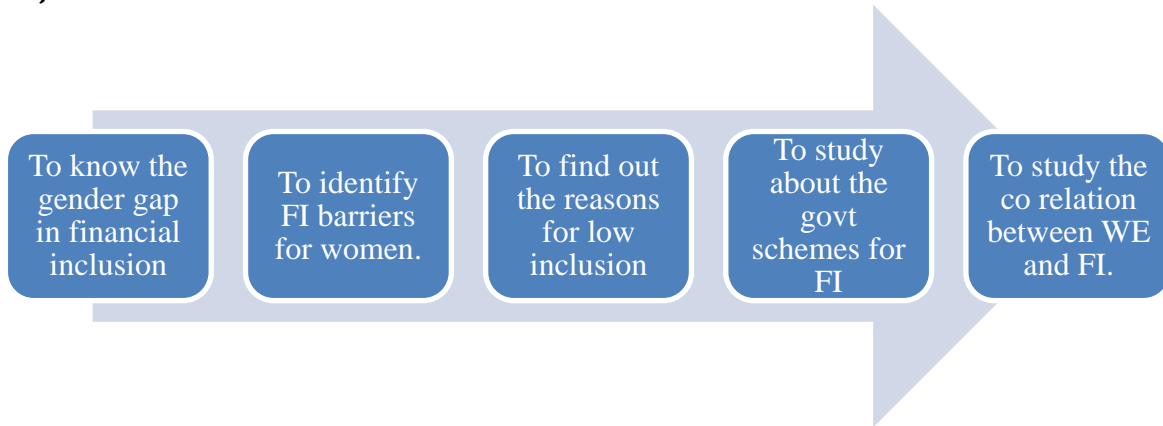 To know the
gender gap
in financial
inclusion
To identify
FI barriers
for women.
To find out
the reasons
for low
inclusion
To study
about the
govt
schemes for
FI
To study the
co relation
between WE
and FI.